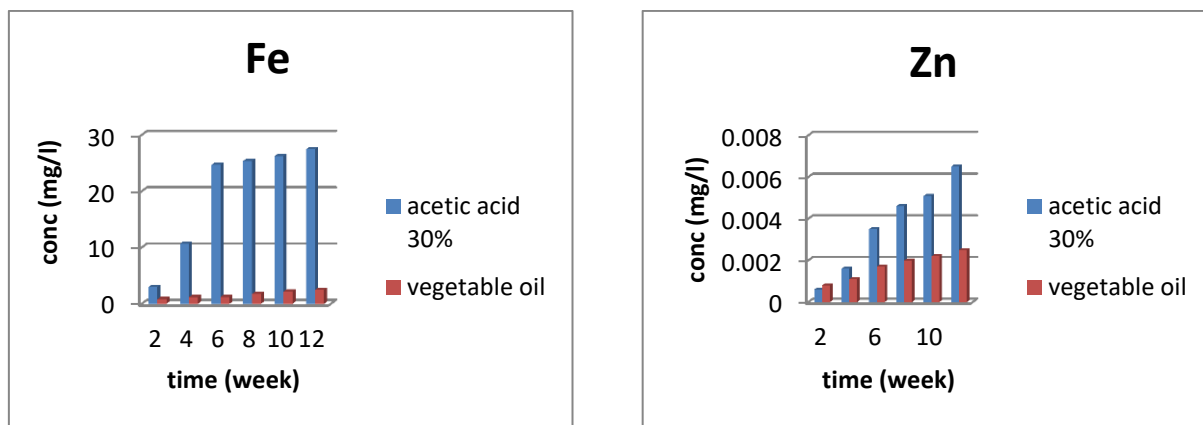 Fe
30
20
10
0
conc (mg/l)
2 4 6 8 10 12
time (week)
acetic acid
30%
vegetable oil
Zn
0.008
0.006
0.004
0.002
0
conc (mg/l)
2 6 10
time (week)
acetic acid
30%
vegetable oil